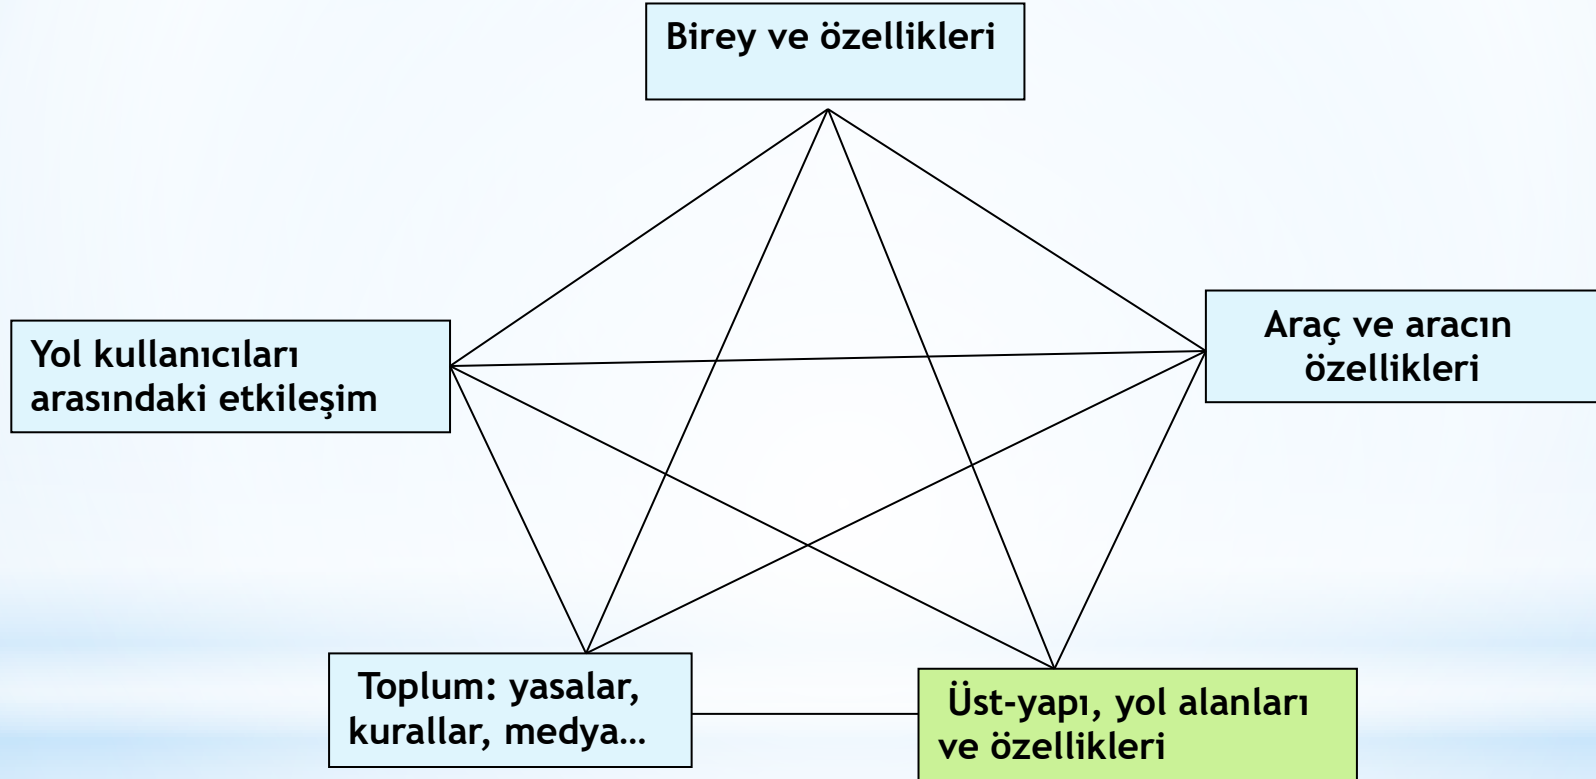 Birey ve özellikleri
Yol kullanıcıları
arasındaki etkileşim
Araç ve aracın
özellikleri
Toplum: yasalar,
kurallar, medya…
Üst-yapı, yol alanları
ve özellikleri